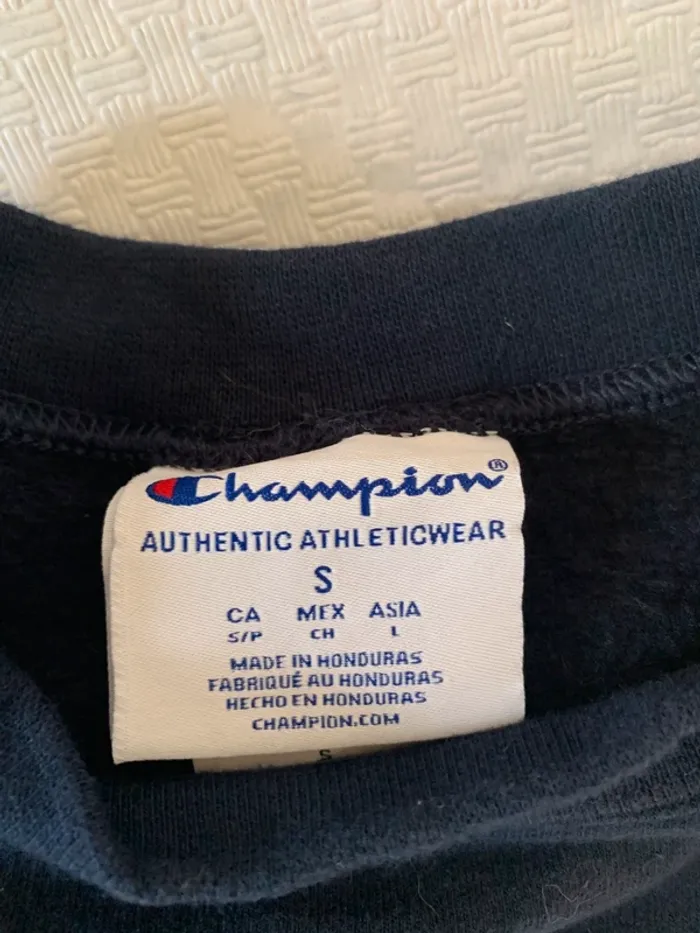 Champion®
AUTHENTIC ATHLETICWEAR
S
CA MEX ASIA
S/P CH L
MADE IN HONDURAS
FABRIQUÉ AU HONDURAS
HECHO EN HONDURAS
CHAMPION.COM
S